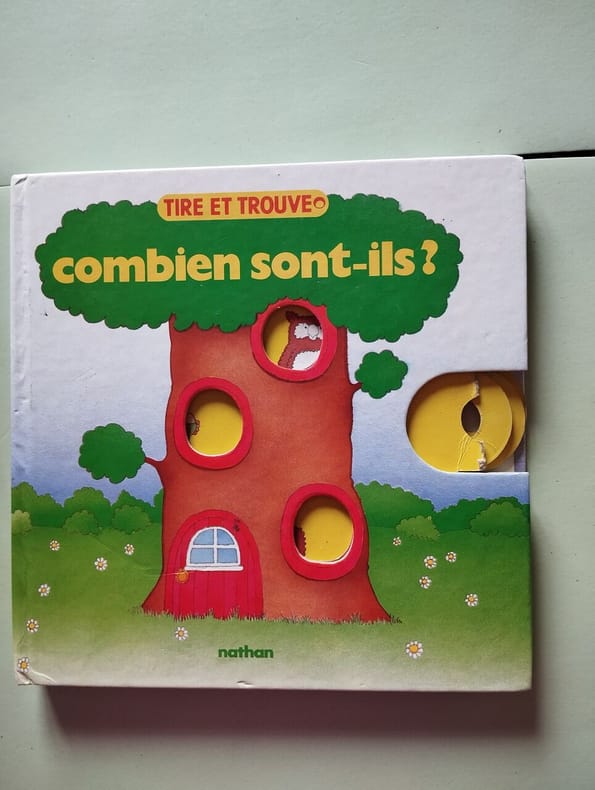 TIRE ET TROUVE
combien sont-ils ?
nathan